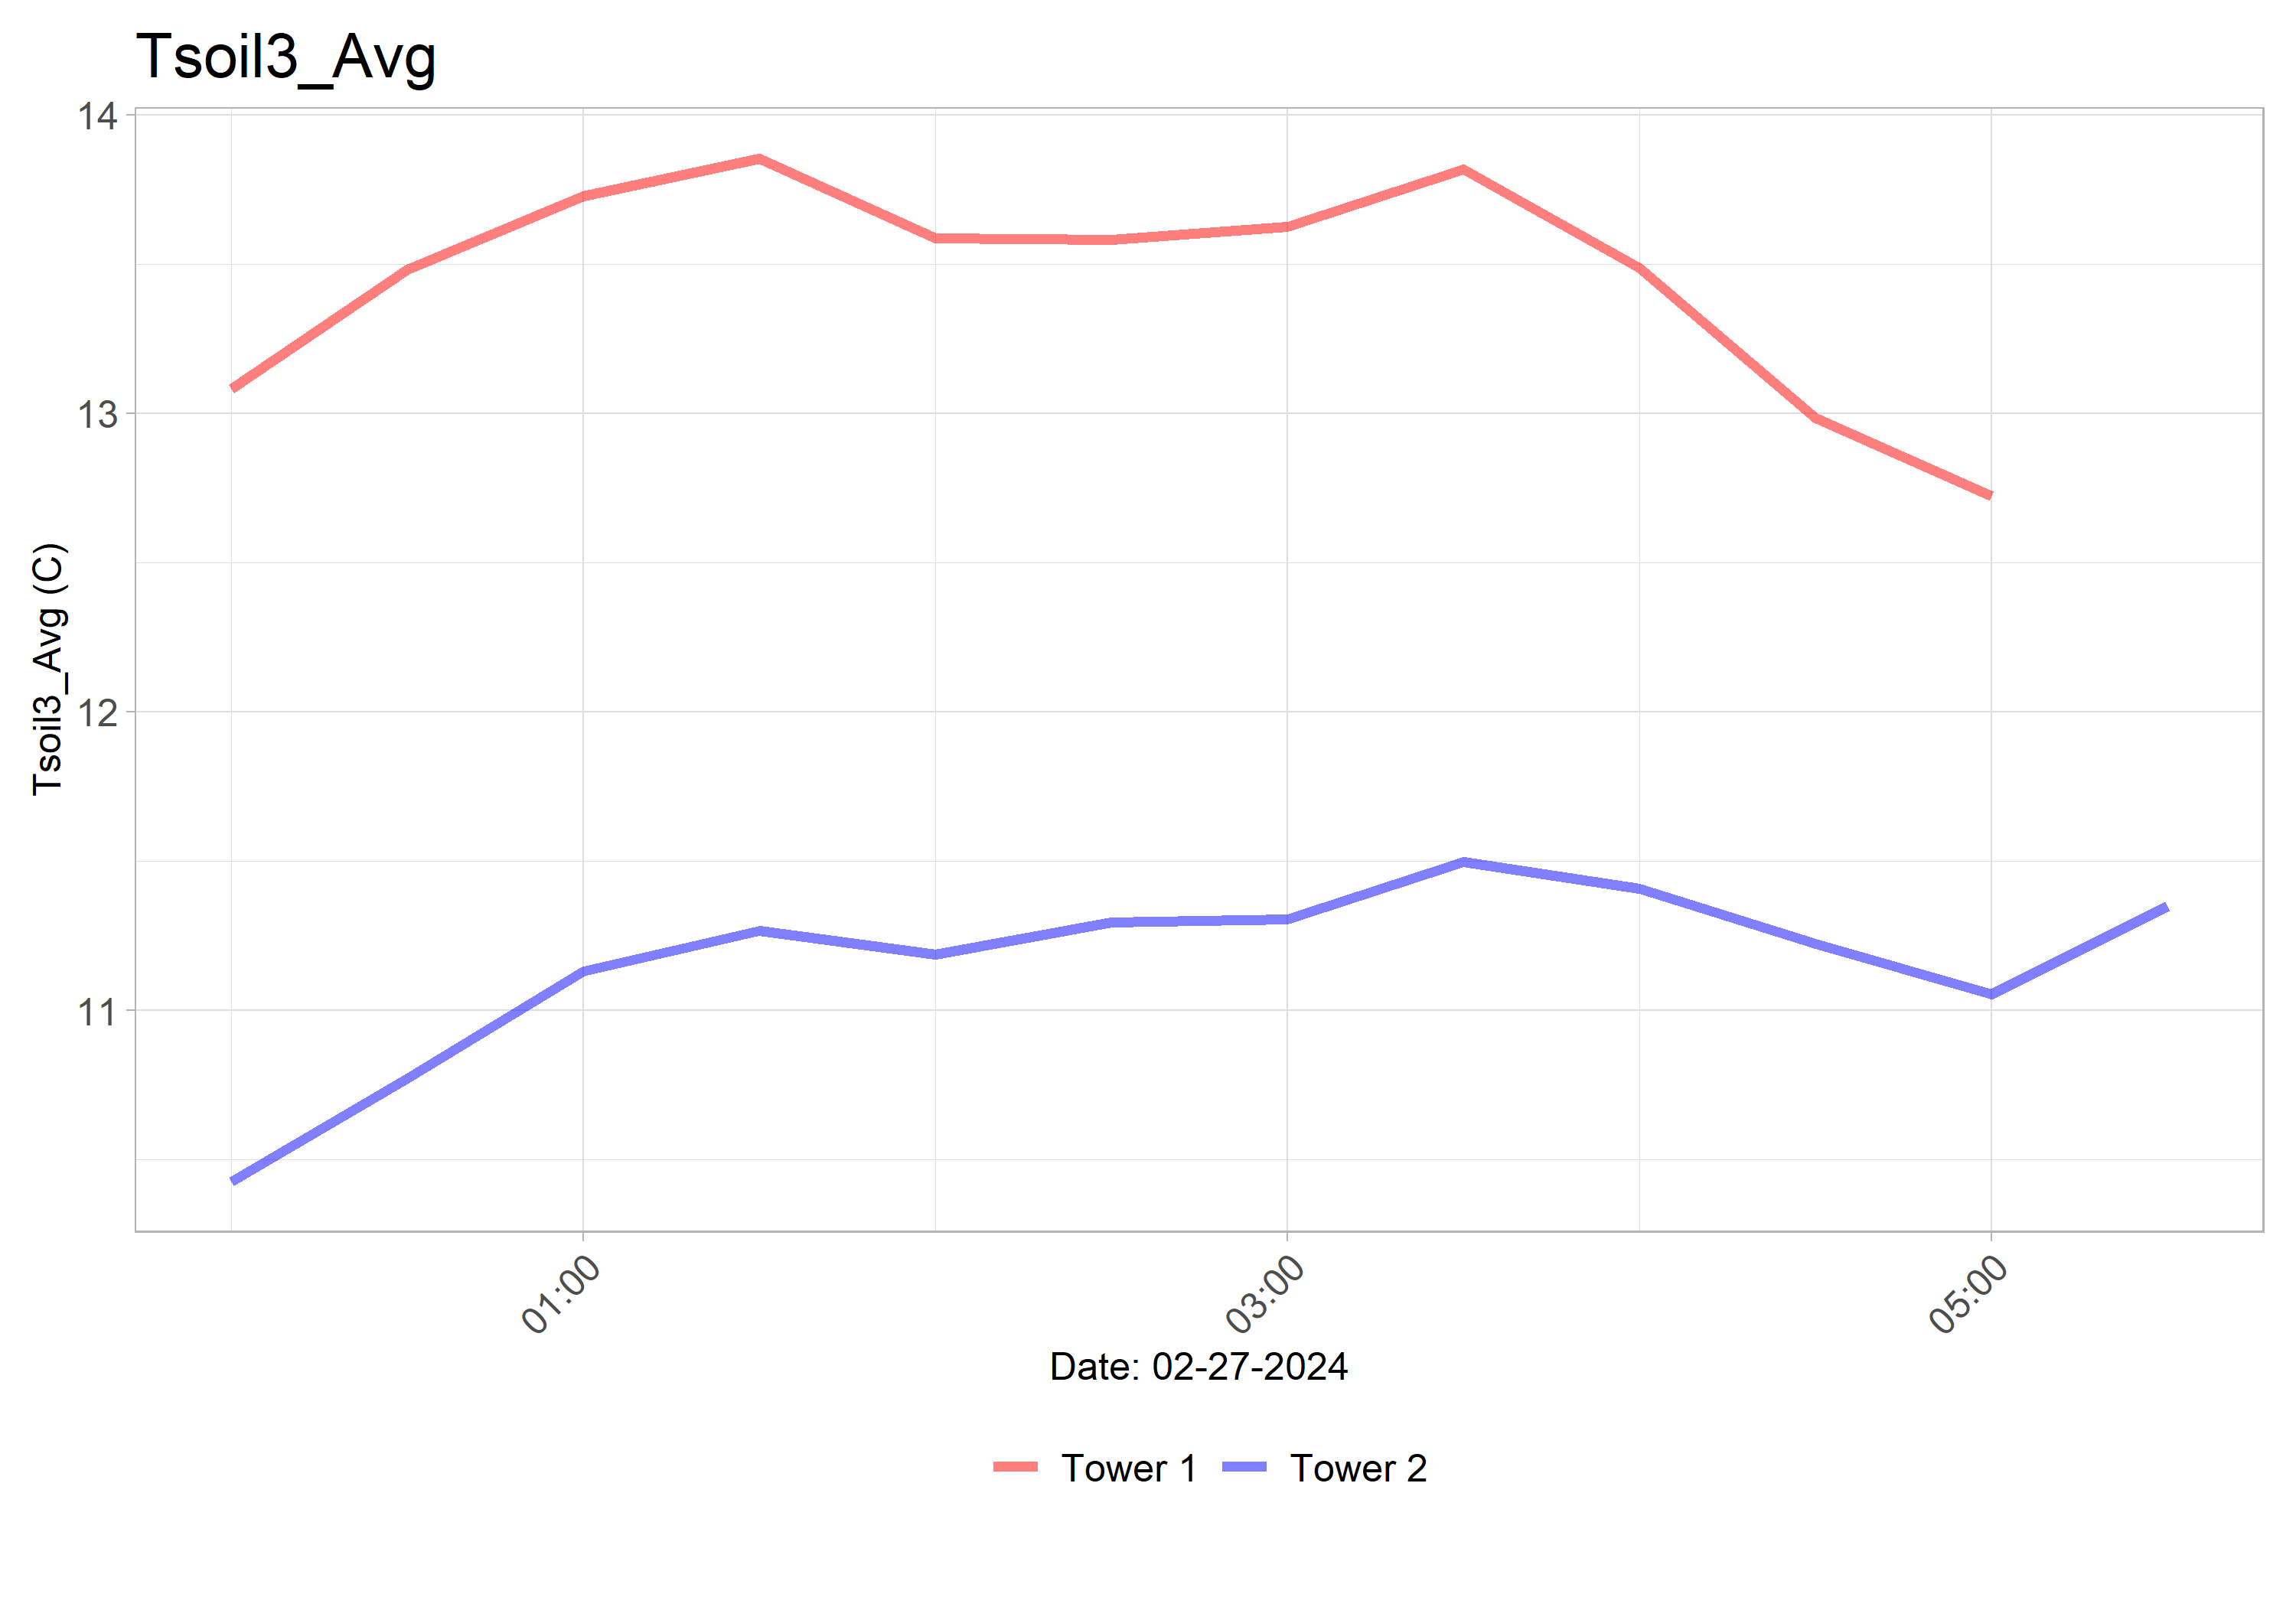 Tsoil3_Avg
14
13
12
11
Tsoil3_Avg (C)
01:00
03:00
05:00
Date: 02-27-2024
Tower 1
Tower 2